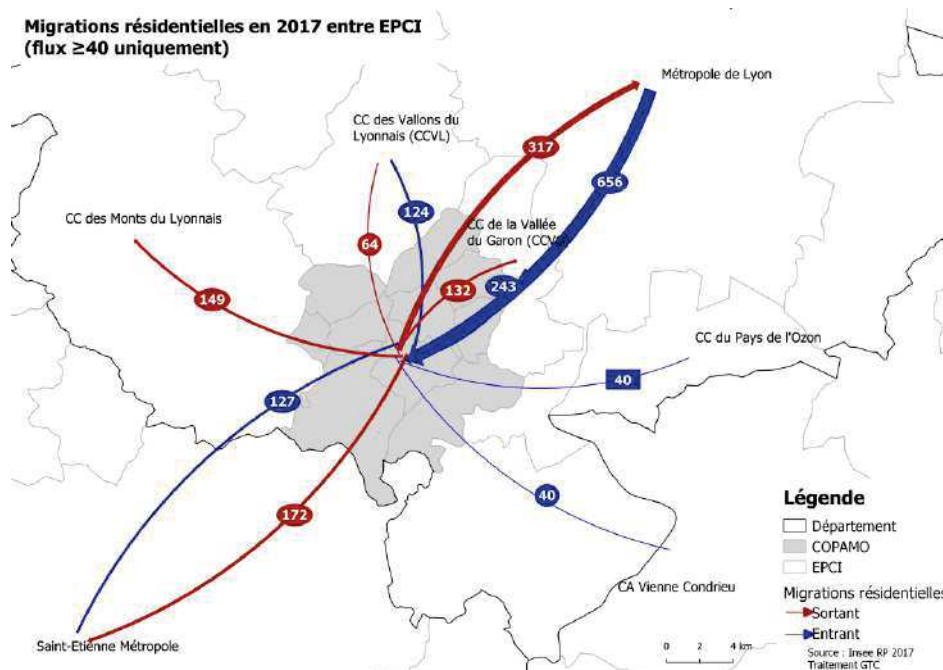 Migrations résidentielles en 2017 entre EPCI
(flux ≥40 uniquement)
Métropole de Lyon
CC des Vallons du
Lyonnais (CCVL)
317
656
124
CC des Monts du Lyonnais
CC de la Vallée
du Garon
64
149
132
243
CC du Pays de l'Ozon
40
127
40
172
CA Vienne Condrieu
Saint-Etienne Métropole
Légende
Département
COPAMO
EPCI
Migrations résidentielles
Sortant
Entrant
0 2 4 km
Source : Insee RP 2017
Traitement GTC